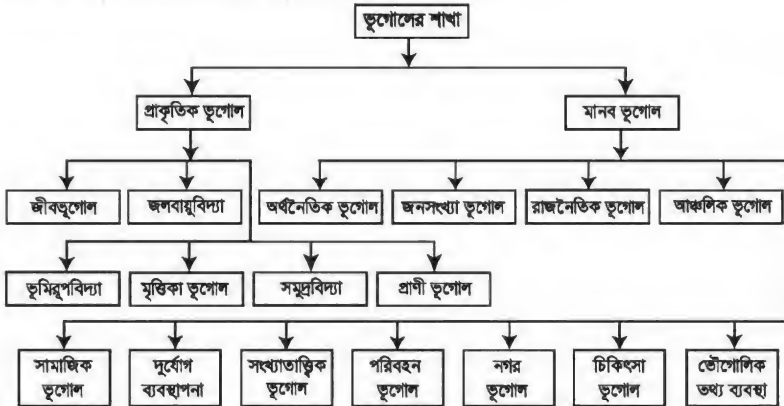 ভূগোলের শাখা
প্রাকৃতিক ভূগোল
মানব ভূগোল
জীবভূগোল
জলবায়ুবিদ্যা
অর্থনৈতিক ভূগোল
জনসংখ্যা ভূগোল
রাজনৈতিক ভূগোল
আঞ্চলিক ভূগোল
ভূমিরূপবিদ্যা
মৃত্তিকা ভূগোল
সমুদ্রবিদ্যা
প্রাণী ভূগোল
সামাজিক
ভূগোল
দুর্যোগ
ব্যবস্থাপনা
সংখ্যাতাত্ত্বিক
ভূগোল
পরিবহন
ভূগোল
নগর
ভূগোল
চিকিৎসা
ভূগোল
ভৌগোলিক
তথ্য ব্যবস্থা